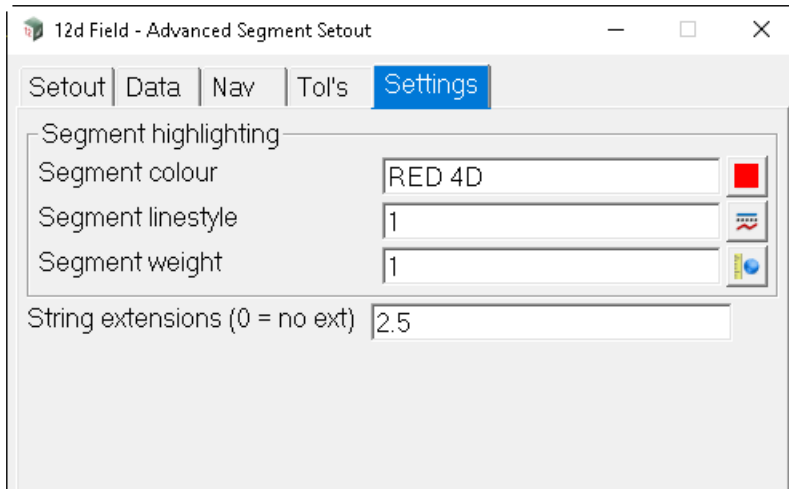 12d Field - Advanced Segment Setout
Setout Data Nav Tol's Settings
Segment highlighting
Segment colour RED 4D
Segment linestyle 1
Segment weight 1
String extensions (0 = no ext) 2.5